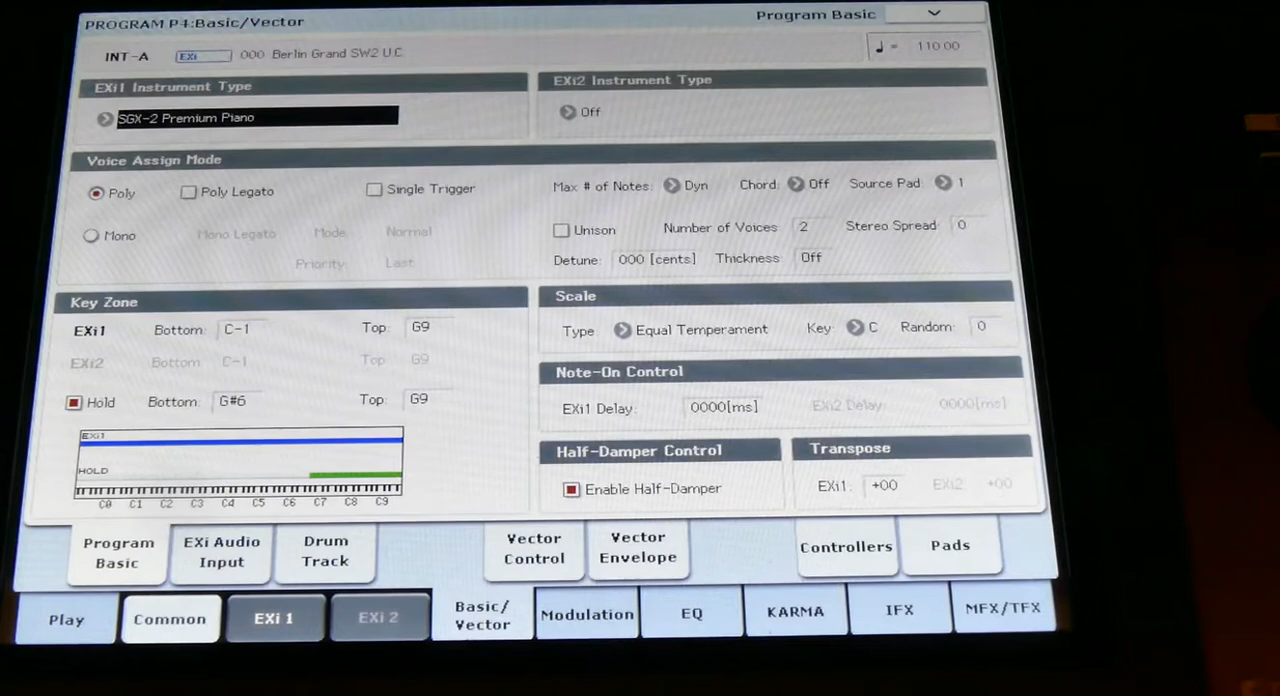 PROGRAM P4:Basic/Vector Program Basic
INT-A EXi 000 Berlin Grand SW2 U.C. ♩ = 110.00
EXi1 Instrument Type EXi2 Instrument Type
SGX-2 Premium Piano Off
Voice Assign Mode
Poly Poly Legato Single Trigger Max # of Notes: Dyn Chord: Off Source Pad: 1
Mono Mono Legato Mode: Normal Unison Number of Voices 2 Stereo Spread: 0
Priority: Last Detune: 000 [cents] Thickness Off
Key Zone Scale
EXi1 Bottom: C-1 Top: G9 Type Equal Temperament Key: C Random: 0
EXi2 Bottom C-1 Top G9
Note-On Control
Hold Bottom: G#6 Top: G9 EXi1 Delay: 0000[ms] EXi2 Delay: 0000[ms]
EXi1
Half-Damper Control Transpose
HOLD
Enable Half-Damper EXi1: +00 EXi2 +00
C0 C1 C2 C3 C4 C5 C6 C7 C8 C9
Program Basic EXi Audio Input Drum Track Vector Control Vector Envelope Controllers Pads
Play Common EXi 1 EXi 2 Basic/ Vector Modulation EQ KARMA IFX MFX/TFX